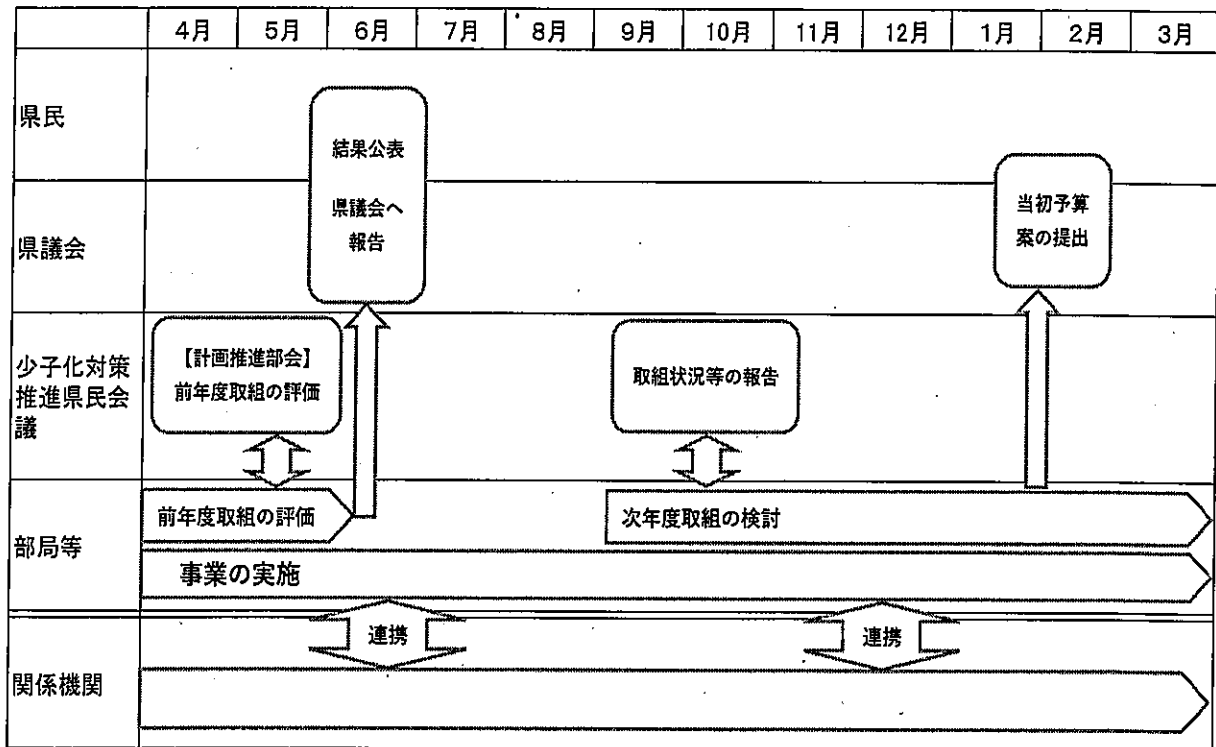 4月 5月 6月 7月 8月 9月 10月 11月 12月 1月 2月 3月
県民
結果公表
県議会へ
報告
県議会
当初予算
案の提出
少子化対策
推進県民会
議
【計画推進部会】
前年度取組の評価
取組状況等の報告
部局等
前年度取組の評価
次年度取組の検討
事業の実施
連携
連携
関係機関